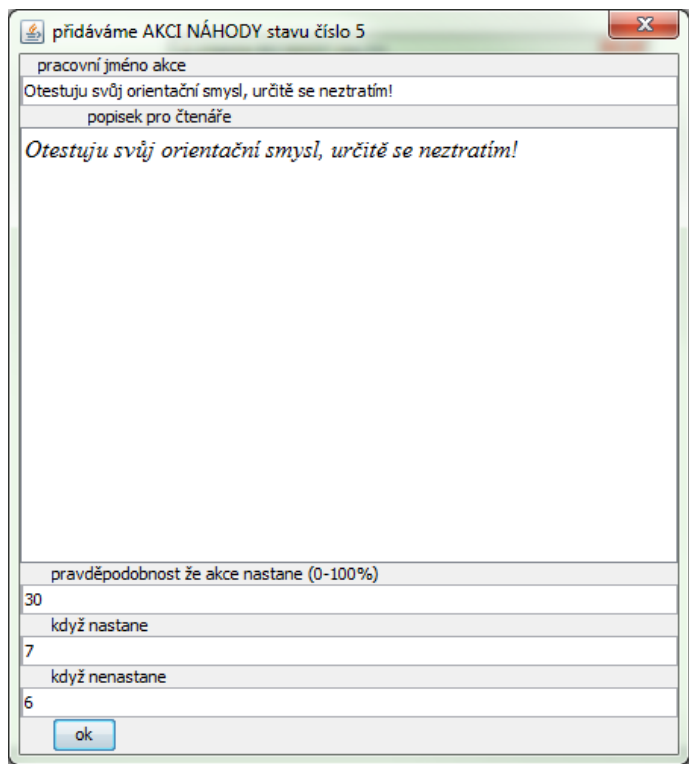 přidáváme AKCI NÁHODY stavu číslo 5
pracovní jméno akce
Otestuju svůj orientační smysl, určitě se neztratím!
popisek pro čtenáře
Otestuju svůj orientační smysl, určitě se neztratím!
pravděpodobnost že akce nastane (0-100%)
30
když nastane
7
když nenastane
6
ok